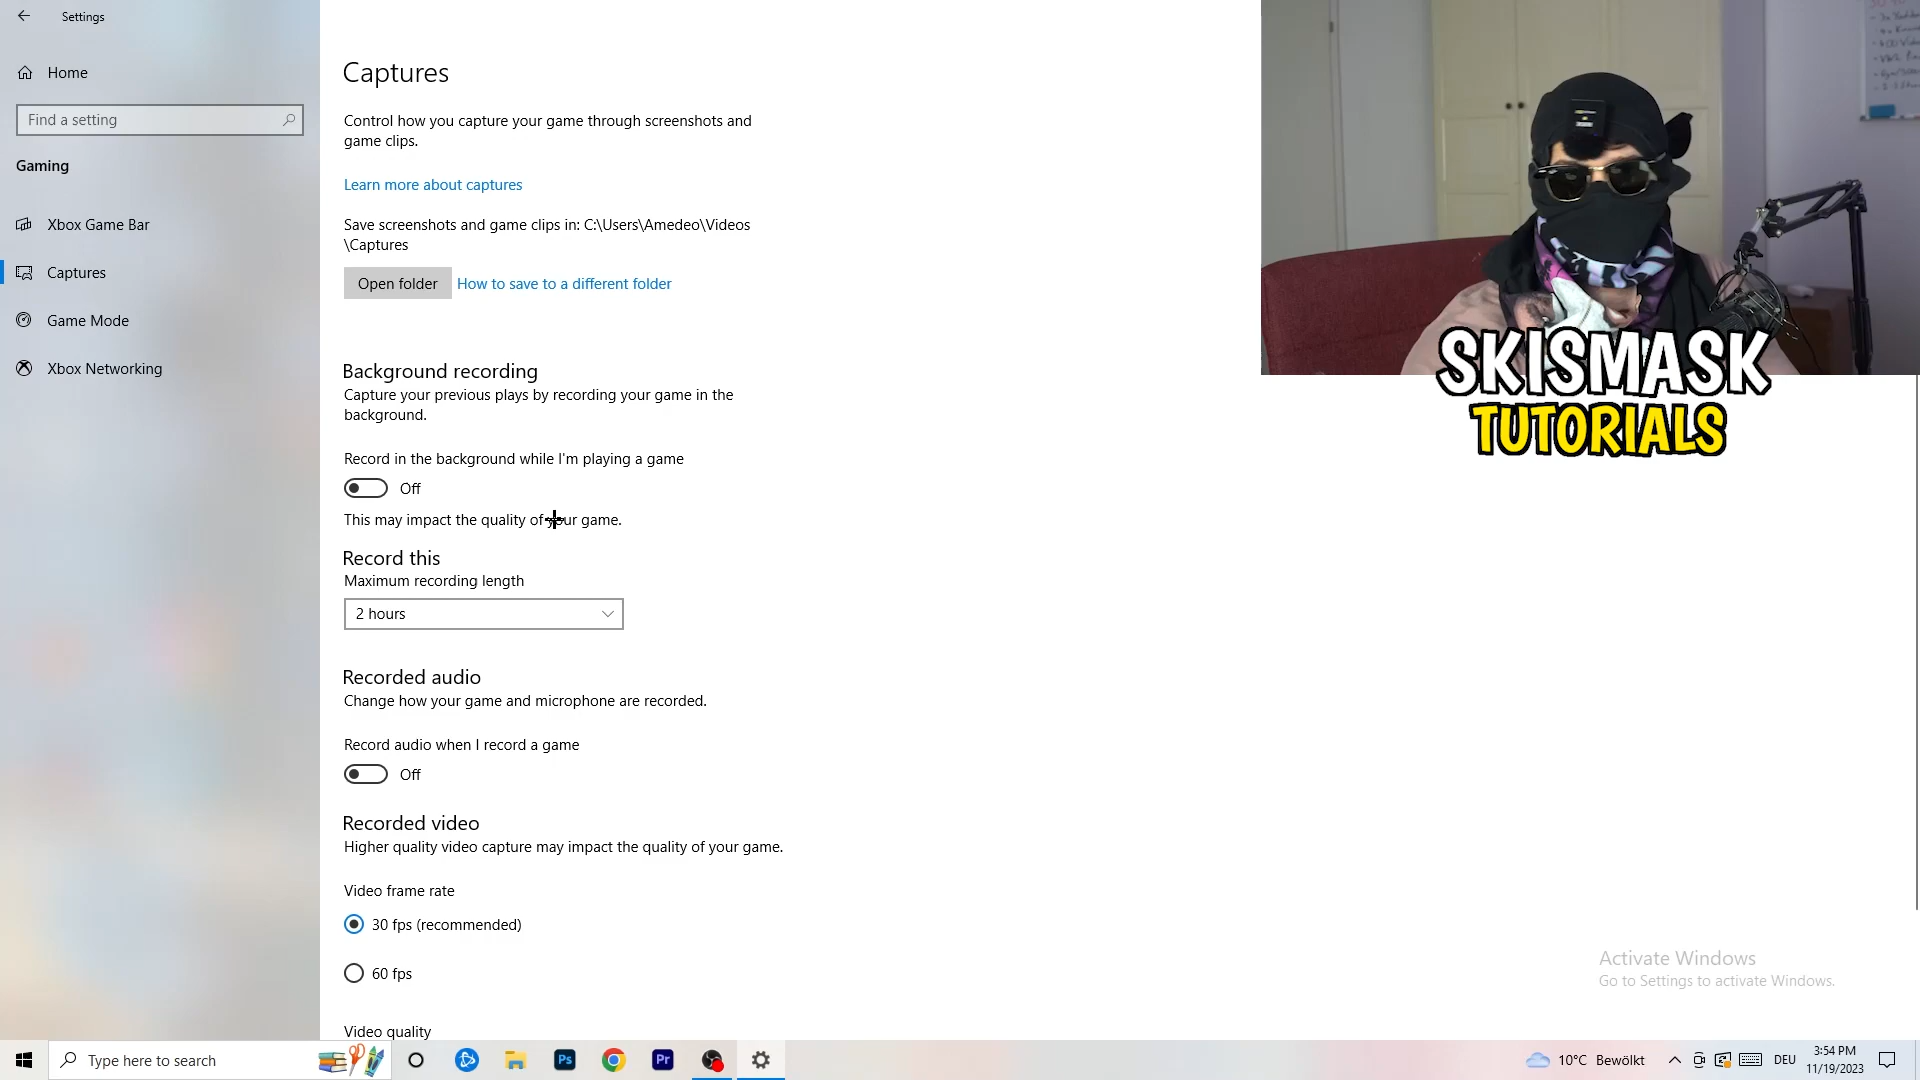 Settings
Home
Find a setting
Gaming
Xbox Game Bar
Captures
Game Mode
Xbox Networking
Captures
Control how you capture your game through screenshots and
game clips.
Learn more about captures
Save screenshots and game clips in: C:\Users\Amedeo\Videos
\Captures
Open folder
How to save to a different folder
Background recording
Capture your previous plays by recording your game in the
background.
Record in the background while I'm playing a game
Off
This may impact the quality of your game.
Record this
Maximum recording length
2 hours
Recorded audio
Change how your game and microphone are recorded.
Record audio when I record a game
Off
Recorded video
Higher quality video capture may impact the quality of your game.
Video frame rate
30 fps (recommended)
60 fps
Video quality
SKISMASK
TUTORIALS
Activate Windows
Go to Settings to activate Windows.
Type here to search
Ps
Pr
10°C Bewölkt
DEU
3:54 PM
11/19/2023